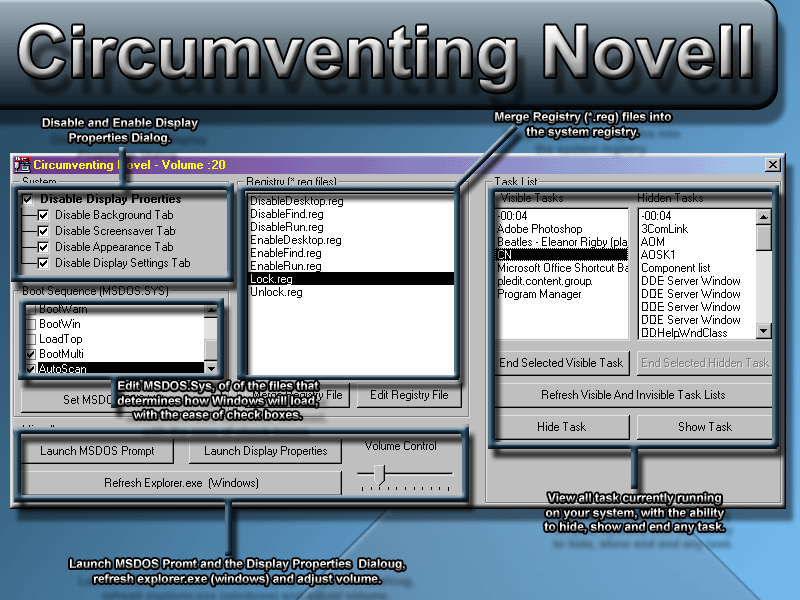 Circumventing Novell
Disable and Enable Display
Properties Dialog.
Merge Registry (*.reg) files into
the system registry.
Circumventing Novel - Volume :20
System
Disable Display Proerties
Disable Background Tab
Disable Screensaver Tab
Disable Appearance Tab
Disable Display Settings Tab
Boot Sequence (MSDOS.SYS)
BootWarn
BootWin
LoadTop
BootMulti
AutoScan
Set MSDOS
Edit MSDOS.Sys, of of the files that
determines how Windows will load,
with the ease of check boxes.
Registry (*.reg files)
DisableDesktop.reg
DisableFind.reg
DisableRun.reg
EnableDesktop.reg
EnableFind.reg
EnableRun.reg
Lock.reg
Unlock.reg
Merge Registry File
Edit Registry File
Task List
Visible Tasks
-00:04
Adobe Photoshop
Beatles - Eleanor Rigby (pla
CN
Microsoft Office Shortcut Ba
pledit.content.group.
Program Manager
Hidden Tasks
-00:04
3ComLink
AOM
AOSK1
Component list
DDE Server Window
DDE Server Window
DDE Server Window
DDE Server Window
DDHelpWndClass
End Selected Visible Task
End Selected Hidden Task
Refresh Visible And Invisible Task Lists
Hide Task
Show Task
Launch MSDOS Prompt
Launch Display Properties
Volume Control
Refresh Explorer.exe (Windows)
View all task currently running
on your system, with the ability
to hide, show and end any task.
Launch MSDOS Promt and the Display Properties Dialoug,
refresh explorer.exe (windows) and adjust volume.